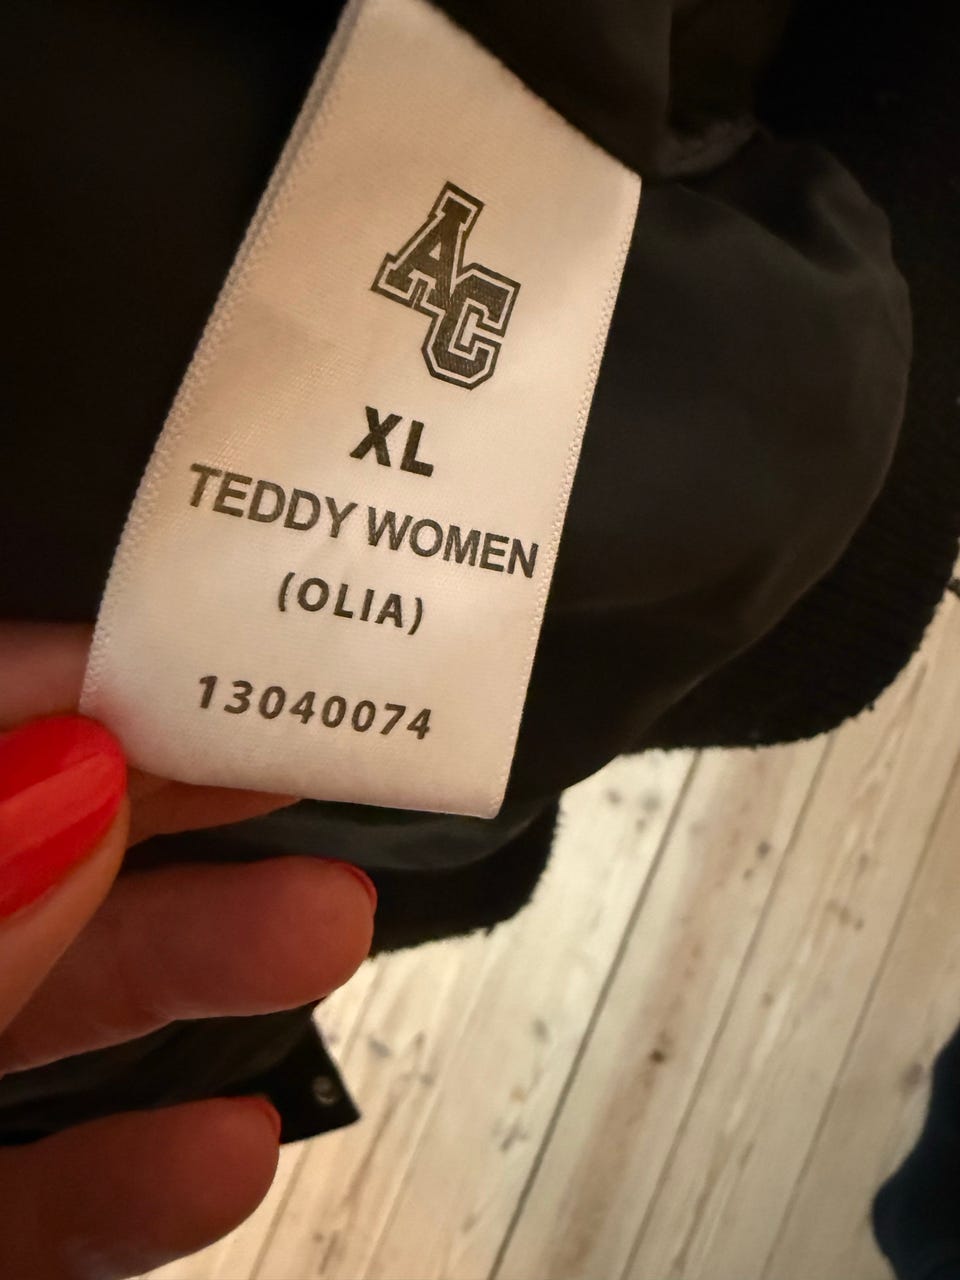 AC
XL
TEDDY WOMEN
(OLIA)
13040074